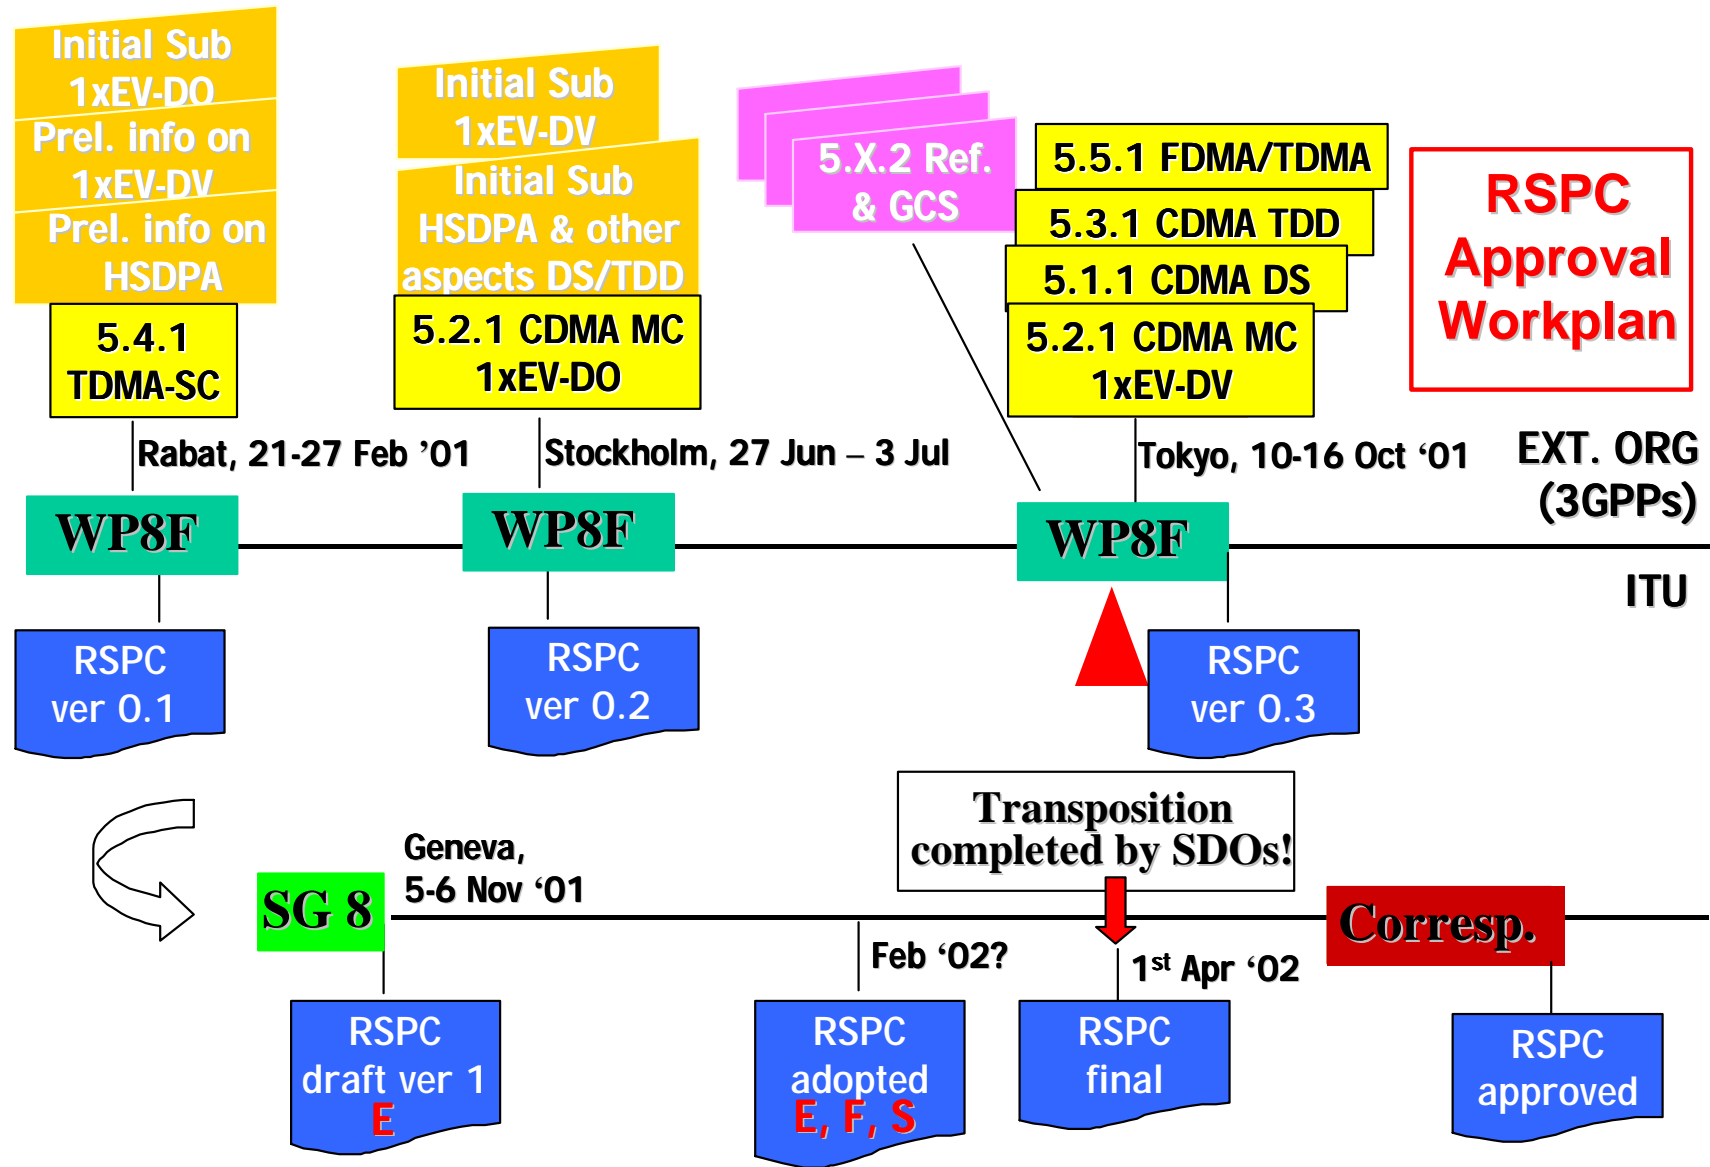 Initial Sub
1xEV-DO
Prel. info on
1xEV-DV
Prel. info on
HSDPA
5.4.1
TDMA-SC
Initial Sub
1xEV-DV
Initial Sub
HSDPA & other
aspects DS/TDD
5.2.1 CDMA MC
1xEV-DO
5.X.2 Ref.
& GCS
5.5.1 FDMA/TDMA
5.3.1 CDMA TDD
5.1.1 CDMA DS
5.2.1 CDMA MC
1xEV-DV
RSPC
Approval
Workplan
Rabat, 21-27 Feb ’01
Stockholm, 27 Jun – 3 Jul
Tokyo, 10-16 Oct ‘01
EXT. ORG
(3GPPs)
WP8F
WP8F
WP8F
ITU
RSPC
ver 0.1
RSPC
ver 0.2
RSPC
ver 0.3
Transposition
completed by SDOs!
Geneva,
5-6 Nov ‘01
SG 8
Corresp.
Feb ‘02?
1st Apr ‘02
RSPC
draft ver 1
E
RSPC
adopted
E, F, S
RSPC
final
RSPC
approved